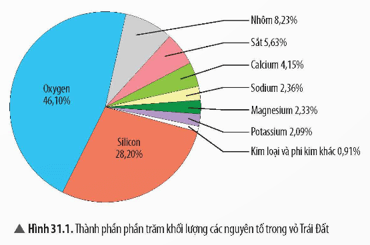 Nhôm 8,23%
Sắt 5,63%
Calcium 4,15%
Oxygen
46,10%
Sodium 2,36%
Magnesium 2,33%
Potassium 2,09%
Silicon
28,20%
Kim loại và phi kim khác 0,91%
▲ Hình 31.1. Thành phần phần trăm khối lượng các nguyên tố trong vỏ Trái Đất